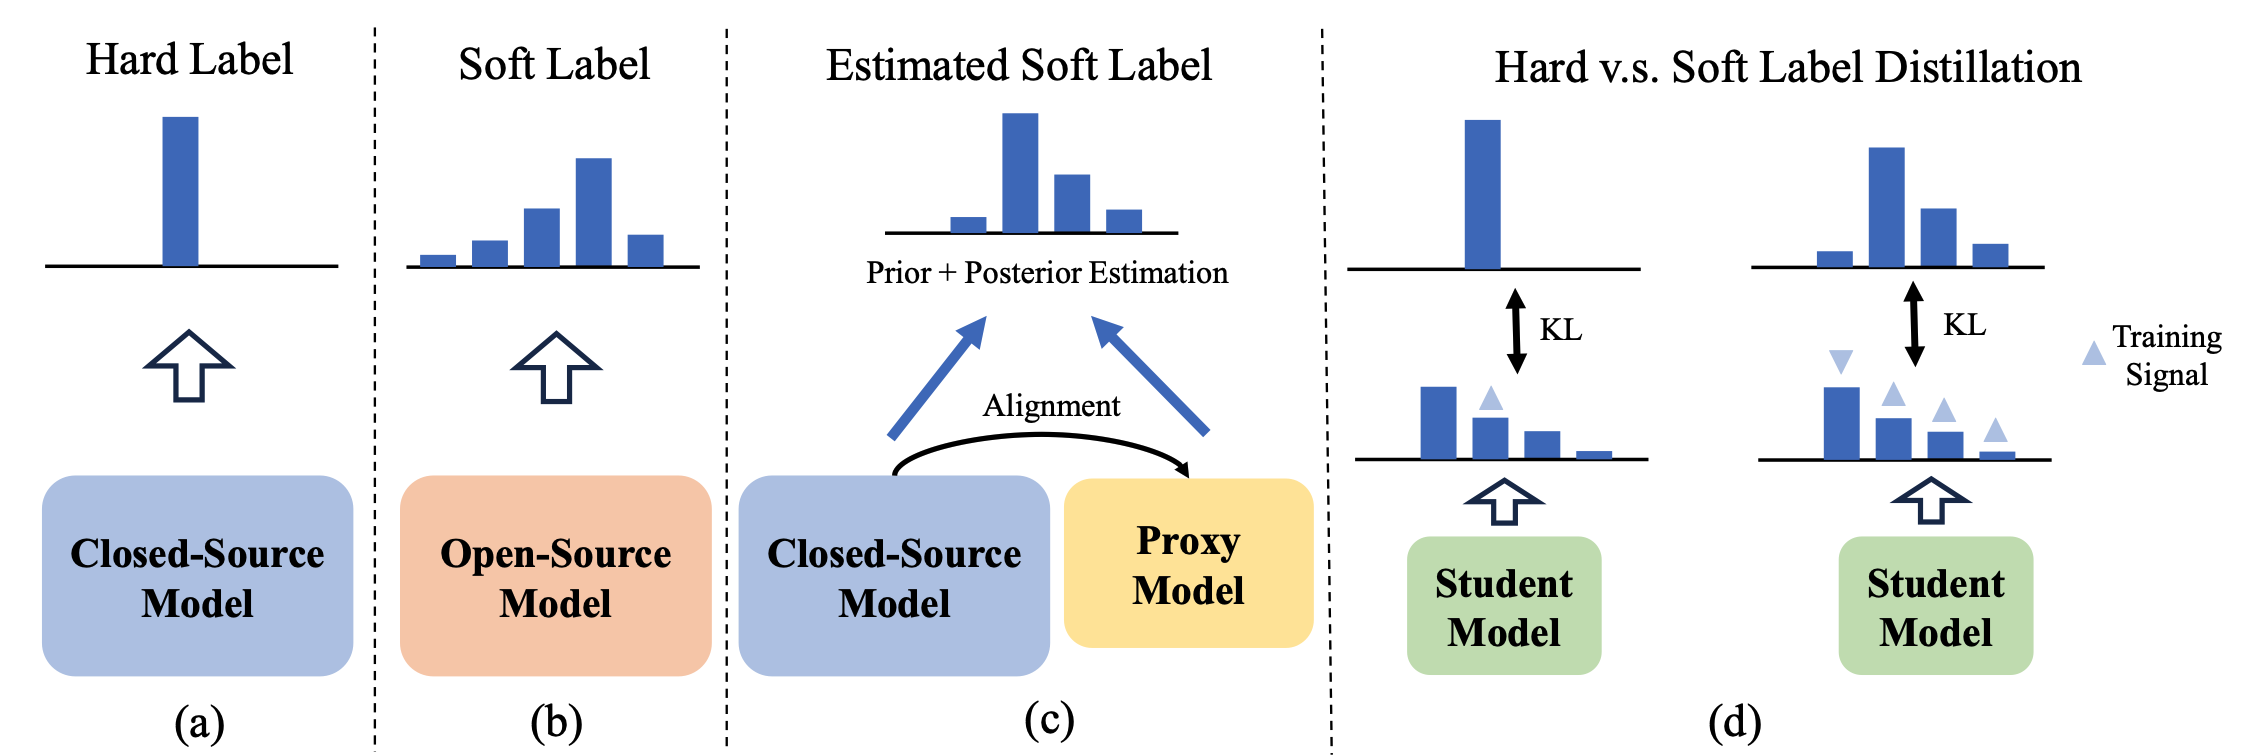 Hard Label
Closed-Source
Model
(a)
Soft Label
Open-Source
Model
(b)
Estimated Soft Label
Prior + Posterior Estimation
Alignment
Closed-Source
Model
Proxy
Model
(c)
Hard v.s. Soft Label Distillation
KL
KL
Training
Signal
Student
Model
Student
Model
(d)